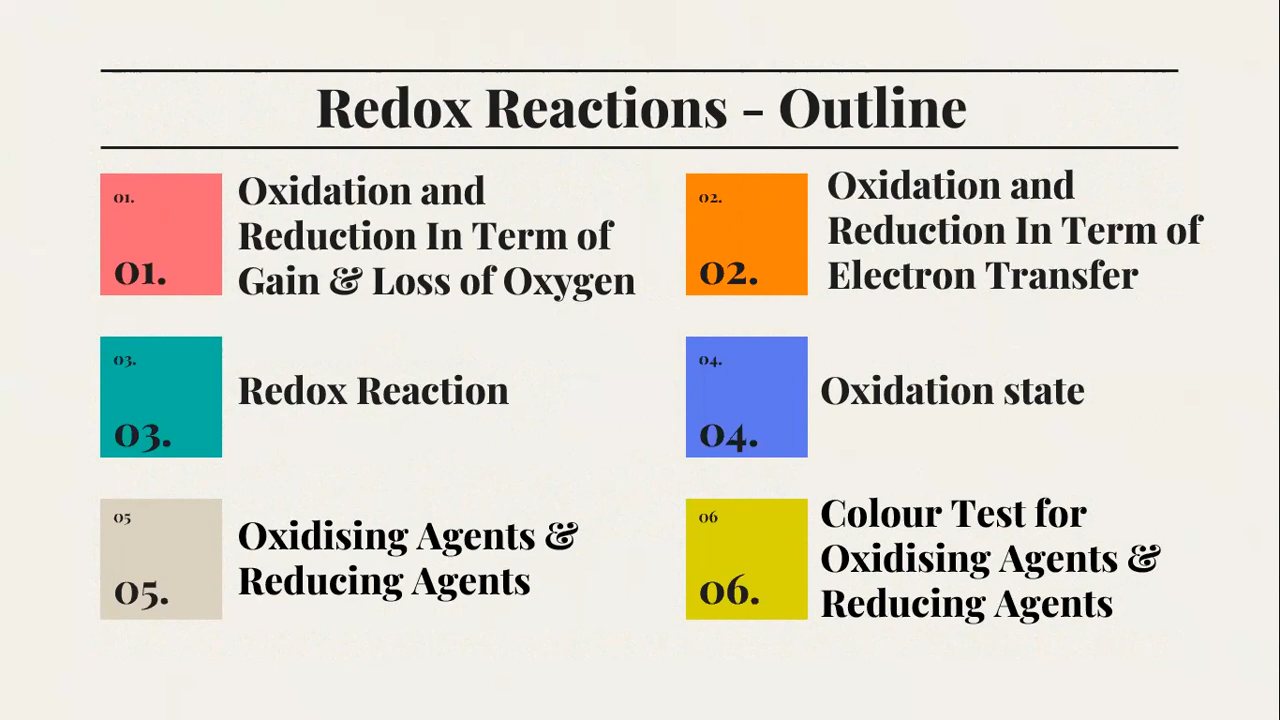 Redox Reactions - Outline
01.
01.
Oxidation and
Reduction In Term of
Gain & Loss of Oxygen
02.
02.
Oxidation and
Reduction In Term of
Electron Transfer
03.
03.
Redox Reaction
04.
04.
Oxidation state
05
05.
Oxidising Agents &
Reducing Agents
06
06.
Colour Test for
Oxidising Agents &
Reducing Agents